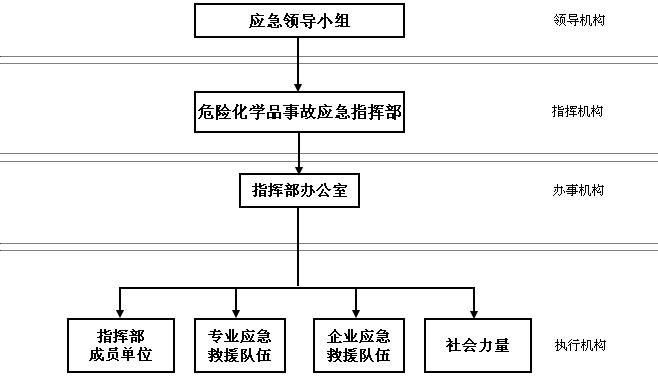 应急领导小组
领导机构
危险化学品事故应急指挥部
指挥机构
指挥部办公室
办事机构
指挥部
成员单位
专业应急
救援队伍
企业应急
救援队伍
社会力量
执行机构